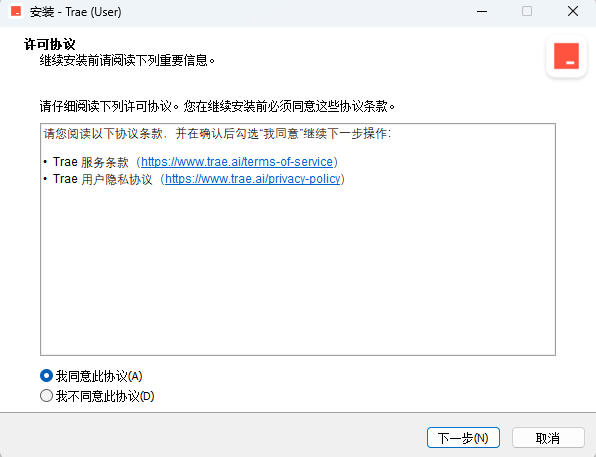 安装 - Trae (User)
许可协议
继续安装前请阅读下列重要信息。
请仔细阅读下列许可协议。您在继续安装前必须同意这些协议条款。
请您阅读以下协议条款，并在确认后勾选“我同意”继续下一步操作：
• Trae 服务条款（https://www.trae.ai/terms-of-service）
• Trae 用户隐私协议（https://www.trae.ai/privacy-policy）
我同意此协议(A)
我不同意此协议(D)
下一步(N)
取消